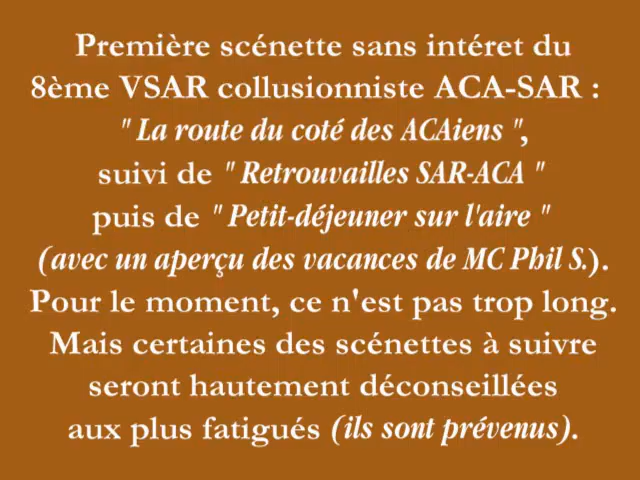 Première scénette sans intéret du
8ème VSAR collusionniste ACA-SAR :
" La route du coté des ACAiens ",
suivi de " Retrouvailles SAR-ACA "
puis de " Petit-déjeuner sur l'aire "
(avec un aperçu des vacances de MC Phil S.).
Pour le moment, ce n'est pas trop long.
Mais certaines des scénettes à suivre
seront hautement déconseillées
aux plus fatigués (ils sont prévenus).